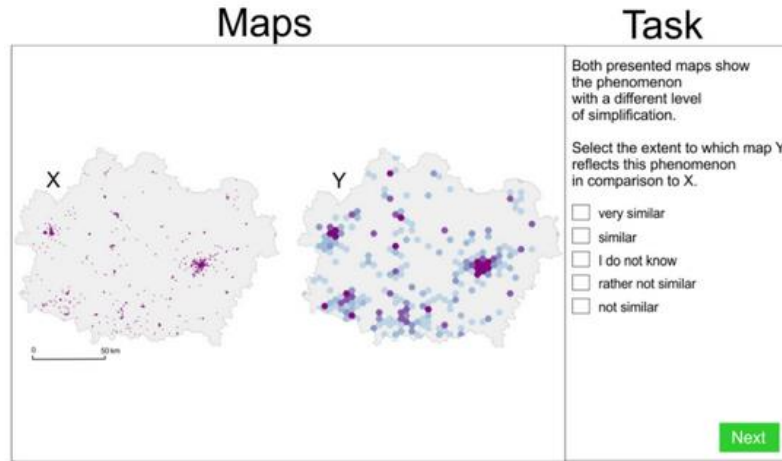 Maps
Task
X
Y
0
50 km
Both presented maps show
the phenomenon
with a different level
of simplification.
Select the extent to which map Y
reflects this phenomenon
in comparison to X.
very similar
similar
I do not know
rather not similar
not similar
Next